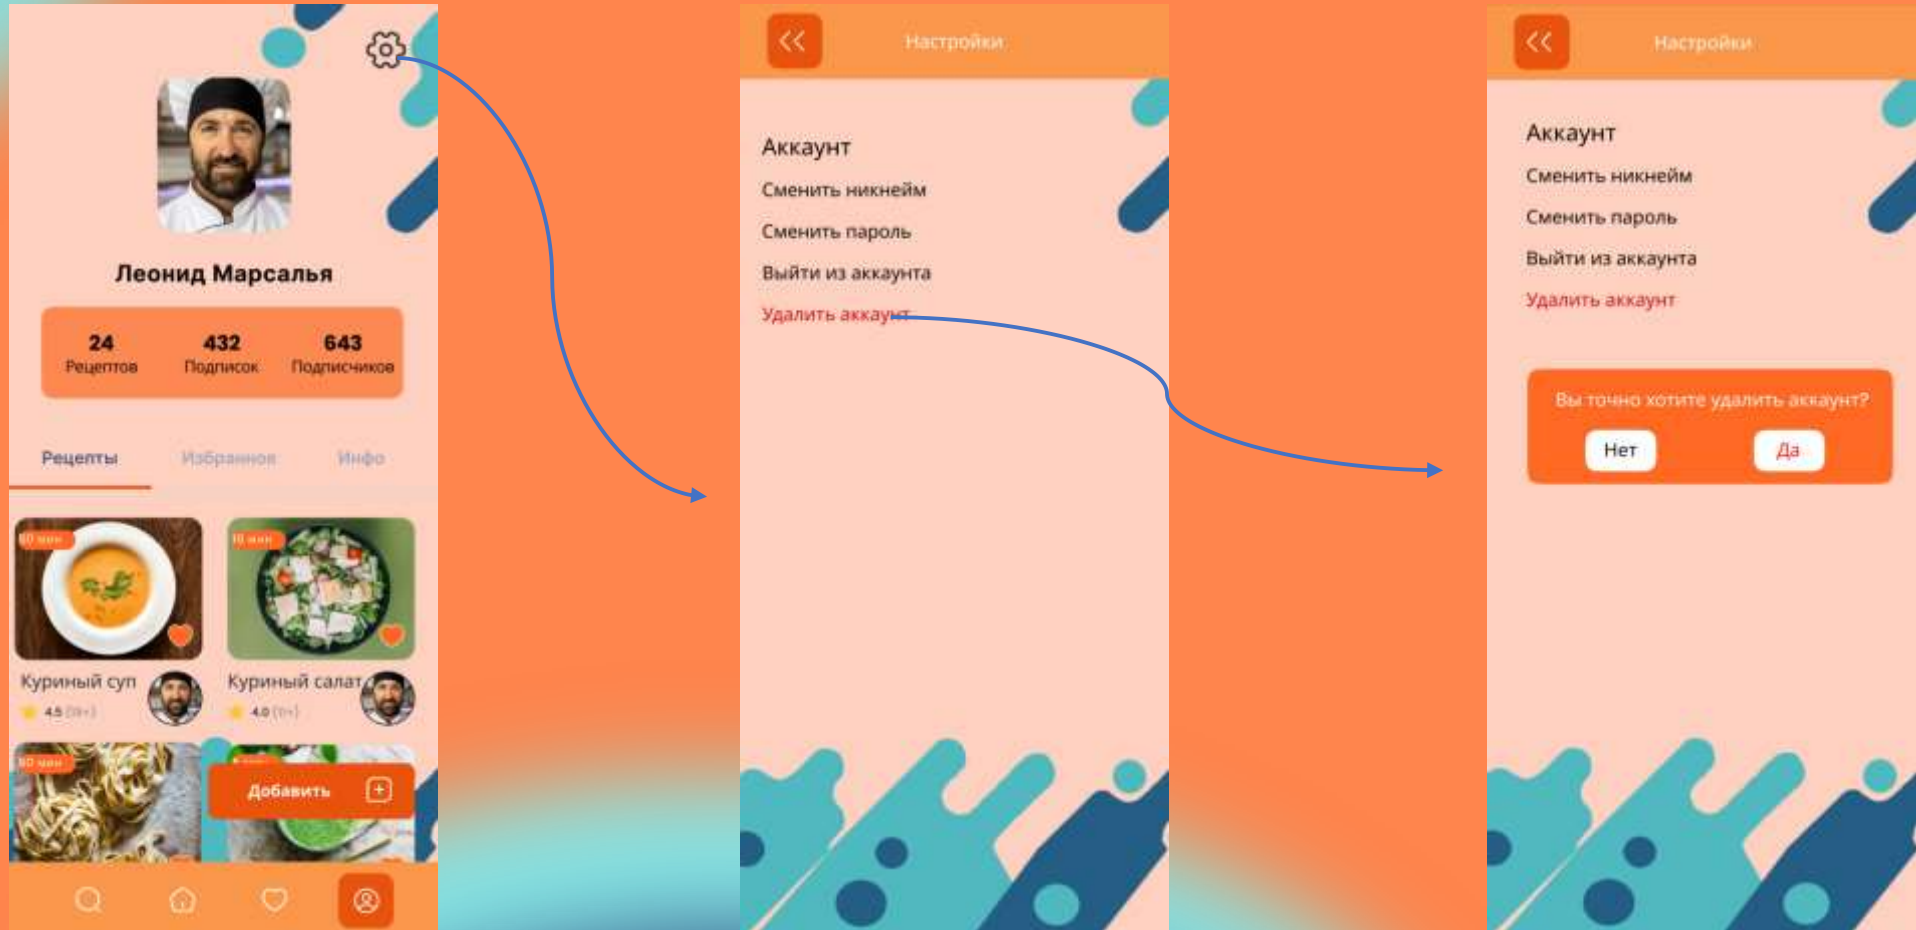 Леонид Марсалья
24 432 643
Рецептов Подписок Подписчиков
Рецепты Избранное Инфо
60 мин
Куриный суп
4.5
Куриный салат
4.0
Добавить
Настройки
Аккаунт
Сменить никнейм
Сменить пароль
Выйти из аккаунта
Удалить аккаунт
Настройки
Аккаунт
Сменить никнейм
Сменить пароль
Выйти из аккаунта
Удалить аккаунт
Вы точно хотите удалить аккаунт?
Нет Да